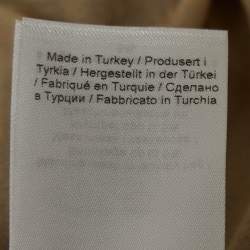 Made in Turkey / Produsert i
Tyrkia / Hergestellt in der Türkei
/ Fabriqué en Turquie / Сделано
в Турции / Fabbricato in Turchia